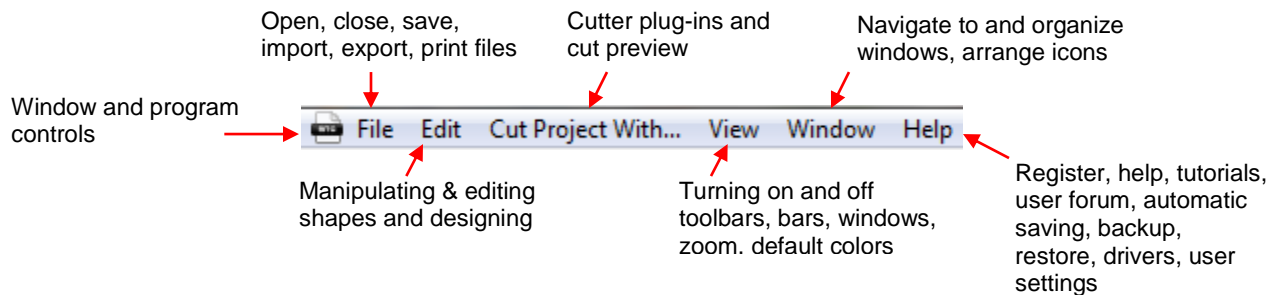 Open, close, save,
import, export, print files
Cutter plug-ins and
cut preview
Navigate to and organize
windows, arrange icons
Window and program
controls
File Edit Cut Project With... View Window Help
Manipulating & editing
shapes and designing
Turning on and off
toolbars, bars, windows,
zoom. default colors
Register, help, tutorials,
user forum, automatic
saving, backup,
restore, drivers, user
settings